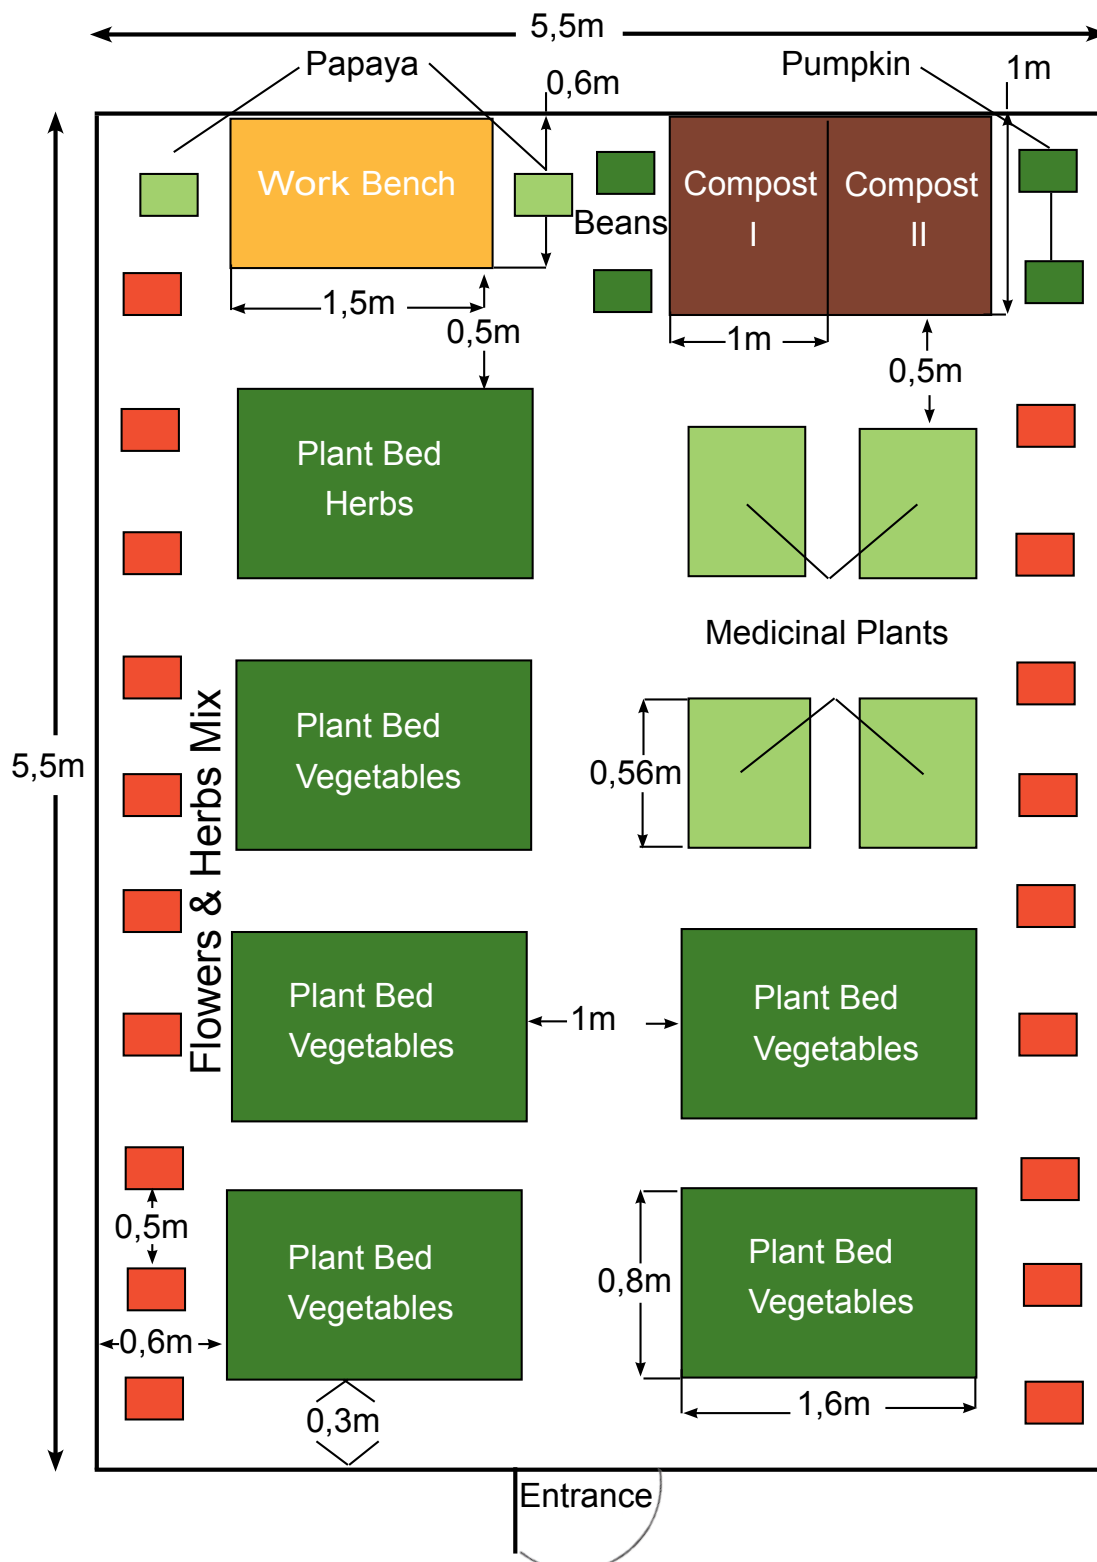 5,5m
Papaya
Pumpkin
0,6m
1m
Work Bench
Beans
Compost
I
Compost
II
1,5m
0,5m
1m
0,5m
Plant Bed
Herbs
Medicinal Plants
5,5m
Flowers & Herbs Mix
Plant Bed
Vegetables
0,56m
Plant Bed
Vegetables
1m
Plant Bed
Vegetables
0,5m
Plant Bed
Vegetables
0,8m
Plant Bed
Vegetables
0,6m
0,3m
1,6m
Entrance